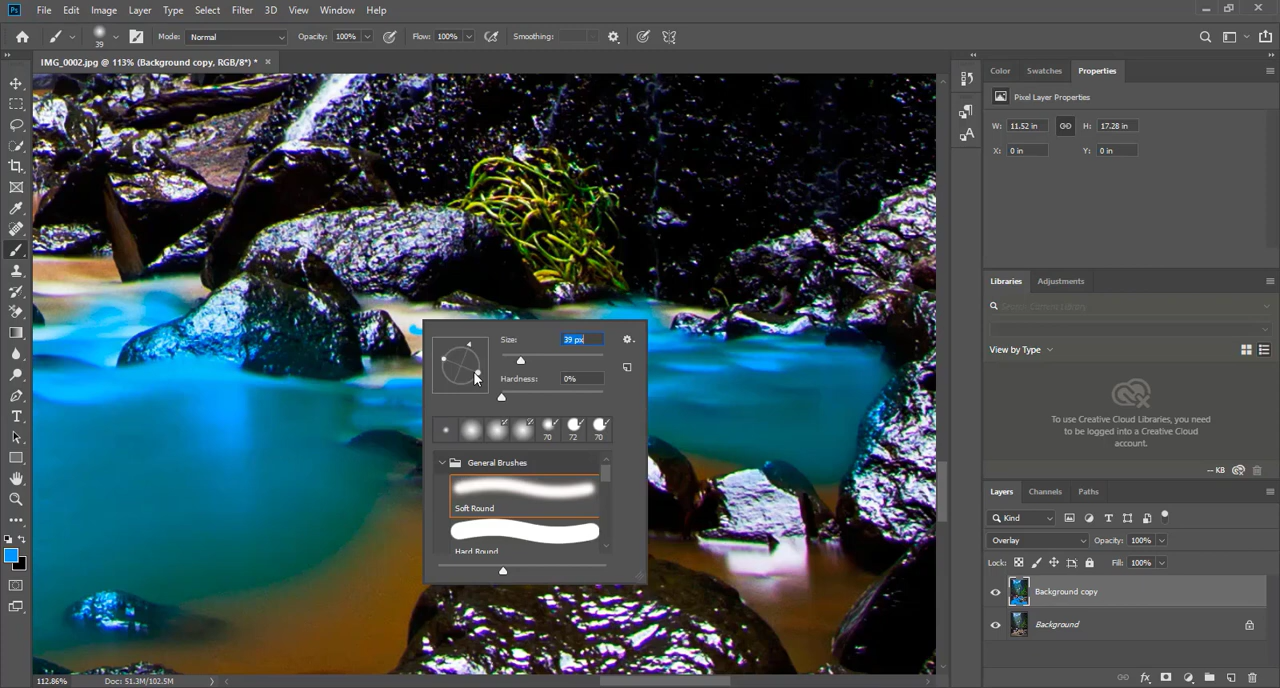 Ps File Edit Image Layer Type Select Filter 3D View Window Help
39 Mode: Normal Opacity: 100% Flow: 100% Smoothing:
IMG_0002.jpg @ 113% (Background copy, RGB/8*) *
Color Swatches Properties
Pixel Layer Properties
W: 11.52 in H: 17.28 in
X: 0 in Y: 0 in
Size: 39 px
Hardness: 0%
70 72 70
General Brushes
Soft Round
Hard Round
Libraries Adjustments
View by Type
To use Creative Cloud Libraries, you need
to be logged into a Creative Cloud
account.
-- KB
Layers Channels Paths
Kind
Overlay Opacity: 100%
Lock: Fill: 100%
Background copy
Background
112.86% Doc: 51.3M/102.5M